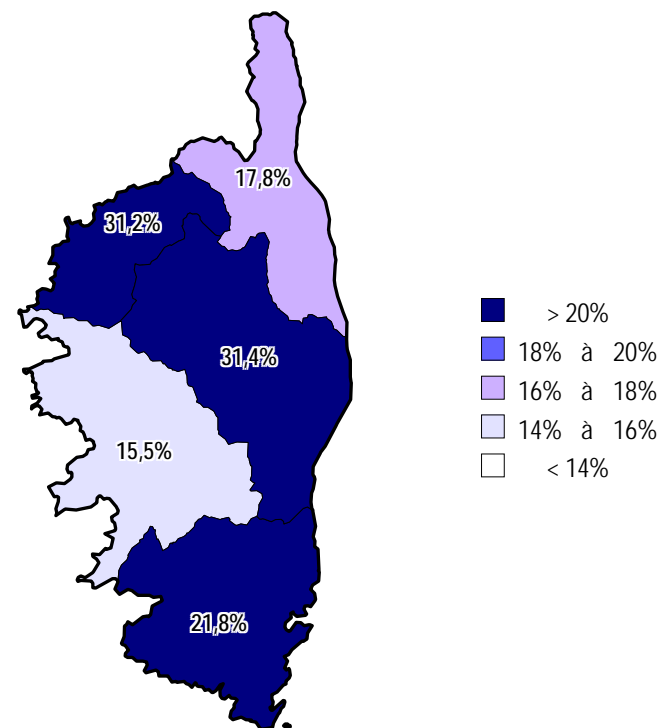 17,8%
31,2%
31,4%
15,5%
21,8%
> 20%
18% à 20%
16% à 18%
14% à 16%
< 14%